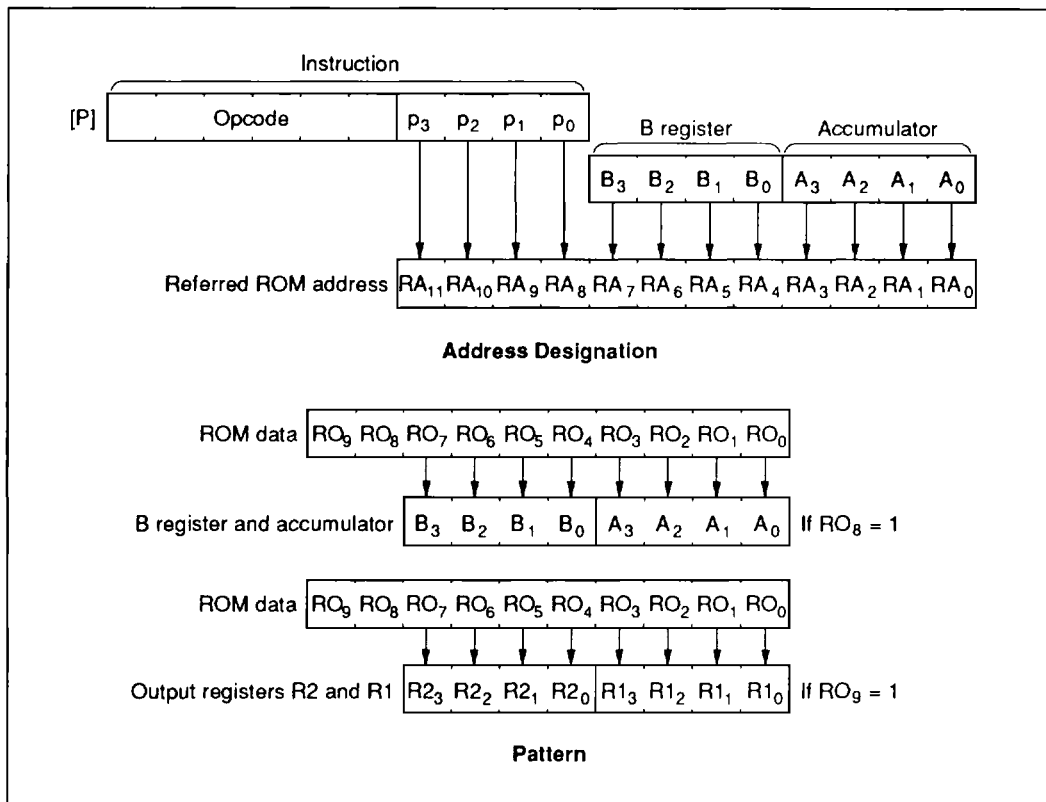 Instruction
[P] Opcode p3 p2 p1 p0
B register Accumulator
B3 B2 B1 B0 A3 A2 A1 A0
Referred ROM address RA11 RA10 RA9 RA8 RA7 RA6 RA5 RA4 RA3 RA2 RA1 RA0
Address Designation
ROM data RO9 RO8 RO7 RO6 RO5 RO4 RO3 RO2 RO1 RO0
B register and accumulator B3 B2 B1 B0 A3 A2 A1 A0 If RO8 = 1
ROM data RO9 RO8 RO7 RO6 RO5 RO4 RO3 RO2 RO1 RO0
Output registers R2 and R1 R23 R22 R21 R20 R13 R12 R11 R10 If RO9 = 1
Pattern